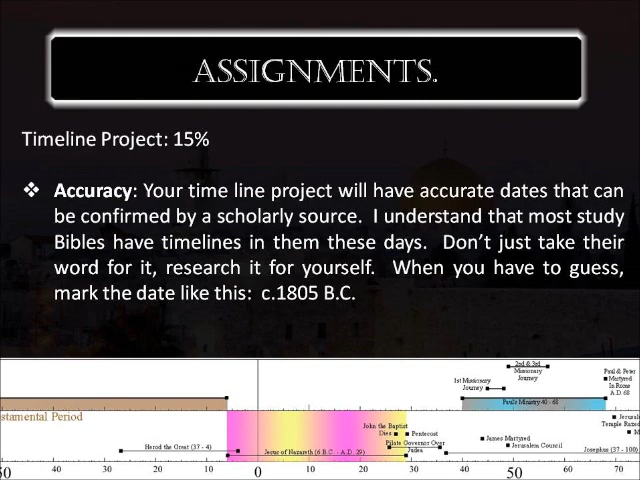 ASSIGNMENTS.
Timeline Project: 15%
❖ Accuracy: Your time line project will have accurate dates that can
be confirmed by a scholarly source. I understand that most study
Bibles have timelines in them these days. Don't just take their
word for it, research it for yourself. When you have to guess,
mark the date like this: c.1805 B.C.
2nd & 3rd
Missionary
Journey
1st Missionary
Journey
Paul & Peter
Martyred
In Rome
A.D. 68
Paul's Ministry 40 - 68
stamental Period
John the Baptist
Dies
Pentecost
Pilate Governor Over
Judea
Herod the Great (37 - 4)
Jesus of Nazareth (6 B.C. - A.D. 29)
James Martyred
Jerusalem Council
Jerusal
Temple Razed
M
Josephus (37 - 100)
50 40 30 20 10 0 10 20 30 40 50 60 70